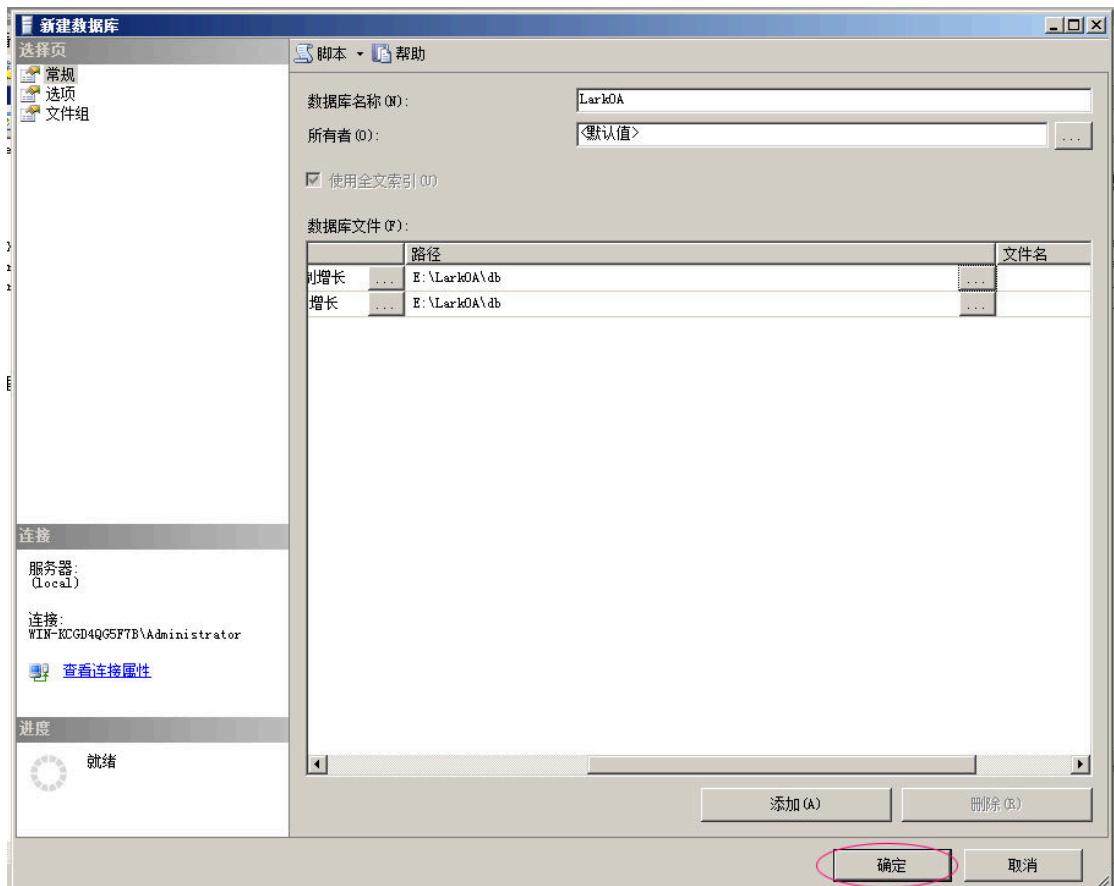 新建数据库
选择页
常规
选项
文件组
脚本 帮助
数据库名称(N): LarkOA
所有者(O): <默认值> ...
使用全文索引(U)
数据库文件(F):
路径 文件名
增长 ... E:\LarkOA\db ...
增长 ... E:\LarkOA\db ...
连接
服务器:
(local)
连接:
WIN-KCGD4QG5F7B\Administrator
查看连接属性
进度
就绪
添加(A) 删除(R)
确定 取消